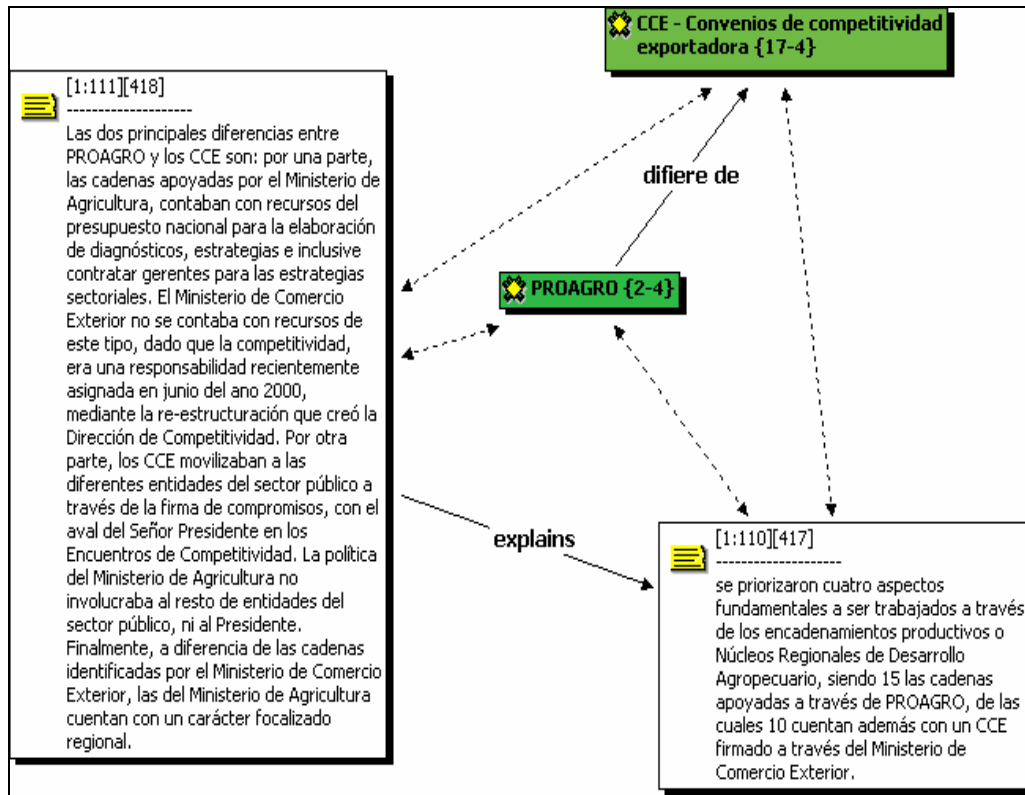 CCE - Convenios de competitividad
exportadora {17-4}
[1:111][418]
--------------------
Las dos principales diferencias entre
PROAGRO y los CCE son: por una parte,
las cadenas apoyadas por el Ministerio de
Agricultura, contaban con recursos del
presupuesto nacional para la elaboración
de diagnósticos, estrategias e inclusive
contratar gerentes para las estrategias
sectoriales. El Ministerio de Comercio
Exterior no se contaba con recursos de
este tipo, dado que la competitividad,
era una responsabilidad recientemente
asignada en junio del ano 2000,
mediante la re-estructuración que creó la
Dirección de Competitividad. Por otra
parte, los CCE movilizaban a las
diferentes entidades del sector público a
través de la firma de compromisos, con el
aval del Señor Presidente en los
Encuentros de Competitividad. La política
del Ministerio de Agricultura no
involucraba al resto de entidades del
sector público, ni al Presidente.
Finalmente, a diferencia de las cadenas
identificadas por el Ministerio de Comercio
Exterior, las del Ministerio de Agricultura
cuentan con un carácter focalizado
regional.
difiere de
PROAGRO {2-4}
explains
[1:110][417]
--------------------
se priorizaron cuatro aspectos
fundamentales a ser trabajados a través
de los encadenamientos productivos o
Núcleos Regionales de Desarrollo
Agropecuario, siendo 15 las cadenas
apoyadas a través de PROAGRO, de las
cuales 10 cuentan además con un CCE
firmado a través del Ministerio de
Comercio Exterior.